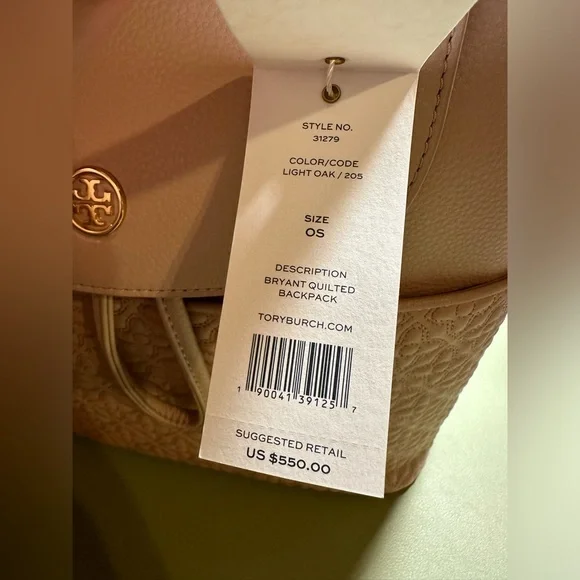 STYLE NO.
31279
COLOR/CODE
LIGHT OAK / 205
SIZE
OS
DESCRIPTION
BRYANT QUILTED
BACKPACK
TORYBURCH.COM
1 90041 39125 7
SUGGESTED RETAIL
US $550.00